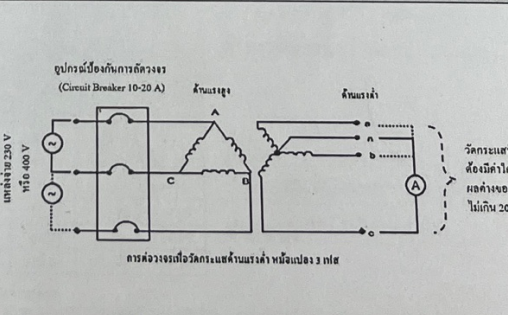 อุปกรณ์ป้องกันการลัดวงจร
(Circuit Breaker 10-20 A)
ด้านแรงสูง
ด้านแรงต่ำ
แหล่งจ่าย 230 V
หรือ 400 V
A
C
B
a
n
b
c
A
วัดกระแส
ต้องมีค่า
ผลต่างขอ
ไม่เกิน 20
การต่อวงจรเพื่อวัดกระแสด้านแรงต่ำ หม้อแปลง 3 เฟส